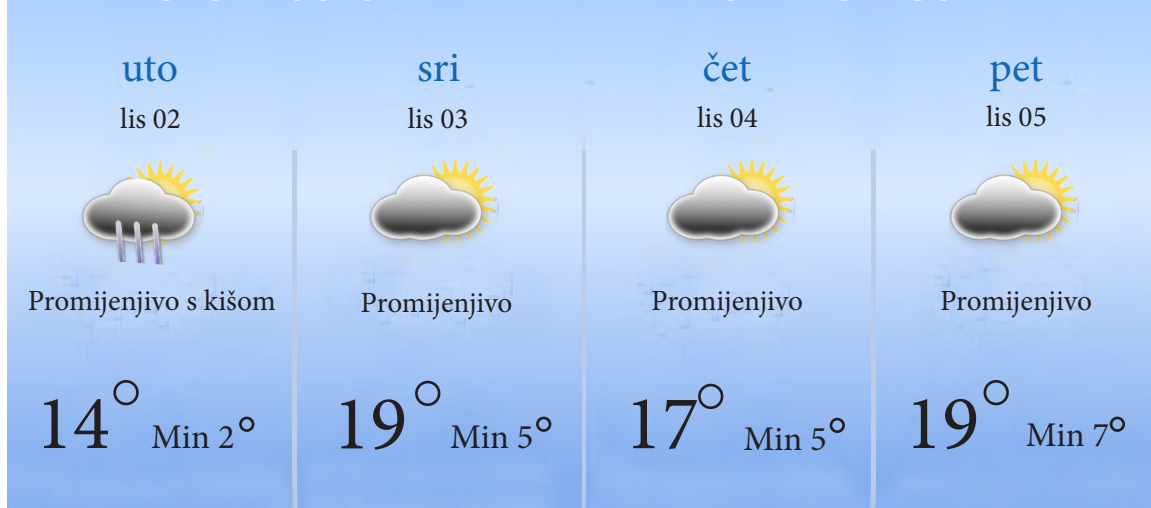 uto
lis 02
Promijenjivo s kišom
14° Min 2°
sri
lis 03
Promijenjivo
19° Min 5°
čet
lis 04
Promijenjivo
17° Min 5°
pet
lis 05
Promijenjivo
19° Min 7°